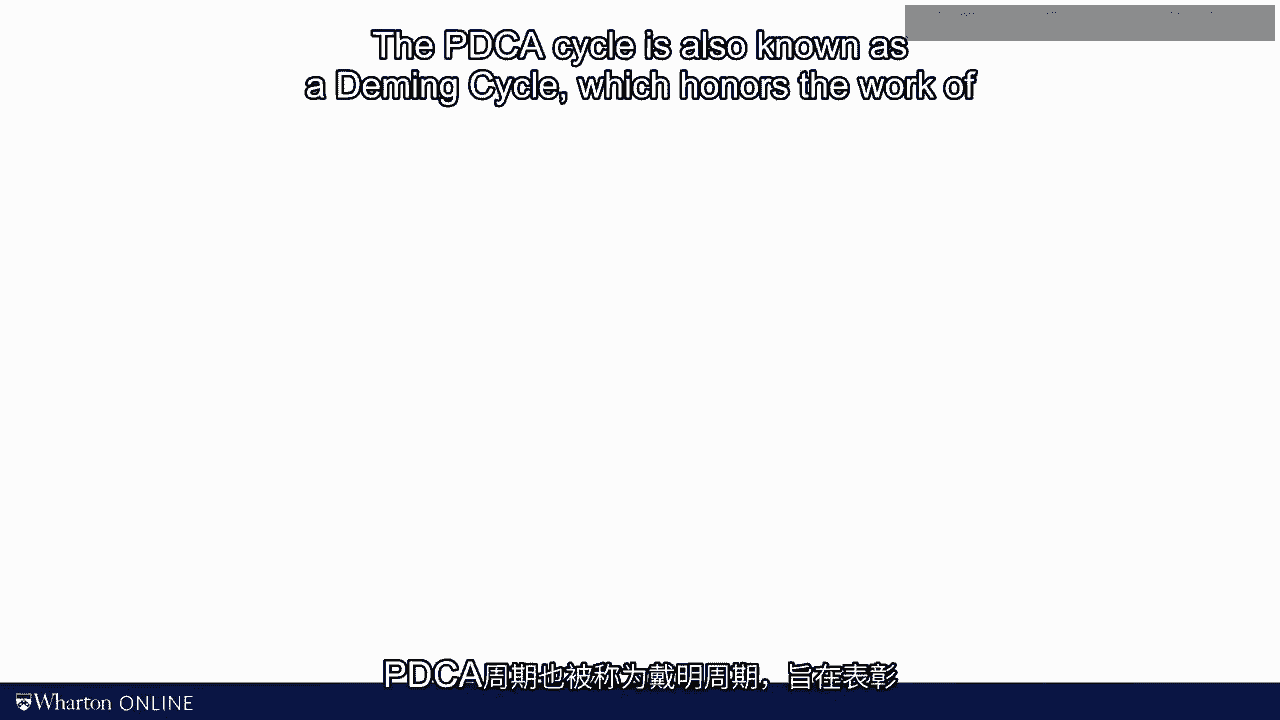 The PDCA cycle is also known as
a Deming Cycle, which honors the work of
PDCA周期也被称为戴明周期，旨在表彰
Wharton ONLINE